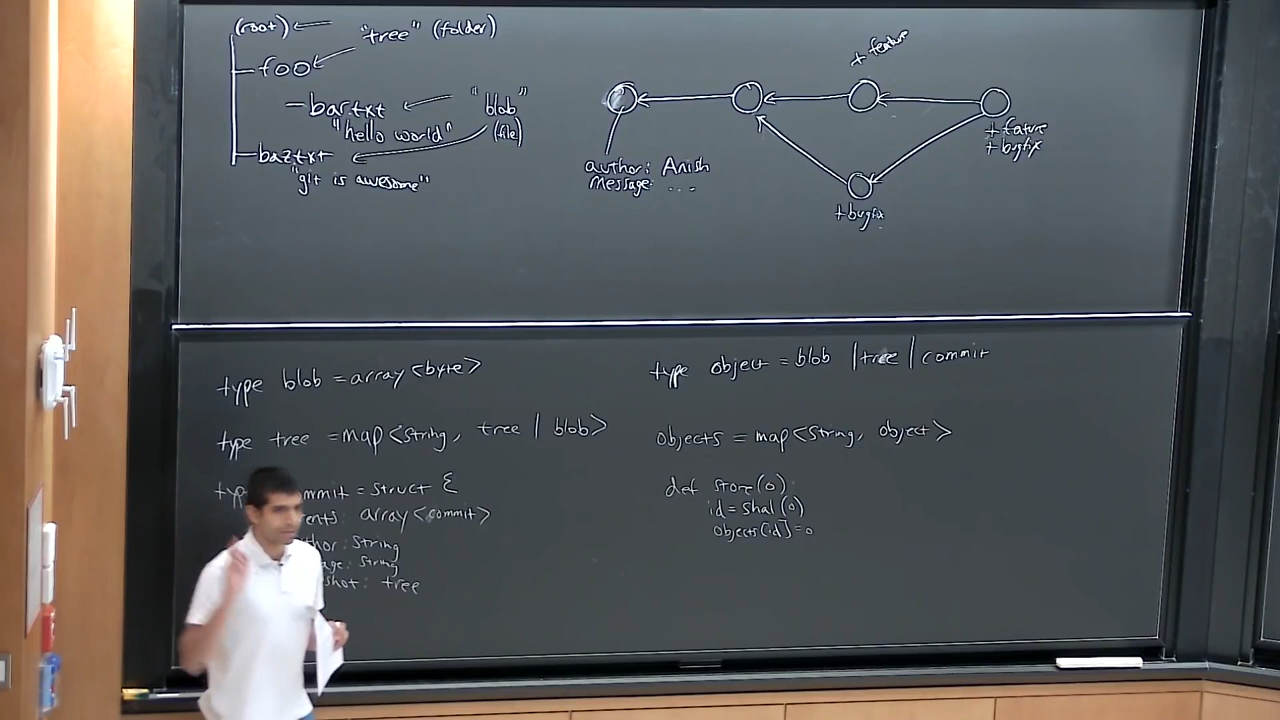 (root) "tree" (folder)
foo
- bar.txt "blob"
"hello world" (file)
baz.txt
"git is awesome"
+ feature
author: Anish
message: ...
+ fature
+ bugfix
+ bugfix
type blob = array<byte>
type tree = map<string, tree | blob>
= struct {
array<commit>
string
string
tree
type object = blob | tree | commit
objects = map<string, object>
def store(o)
id = sha1(o)
objects[id] = o